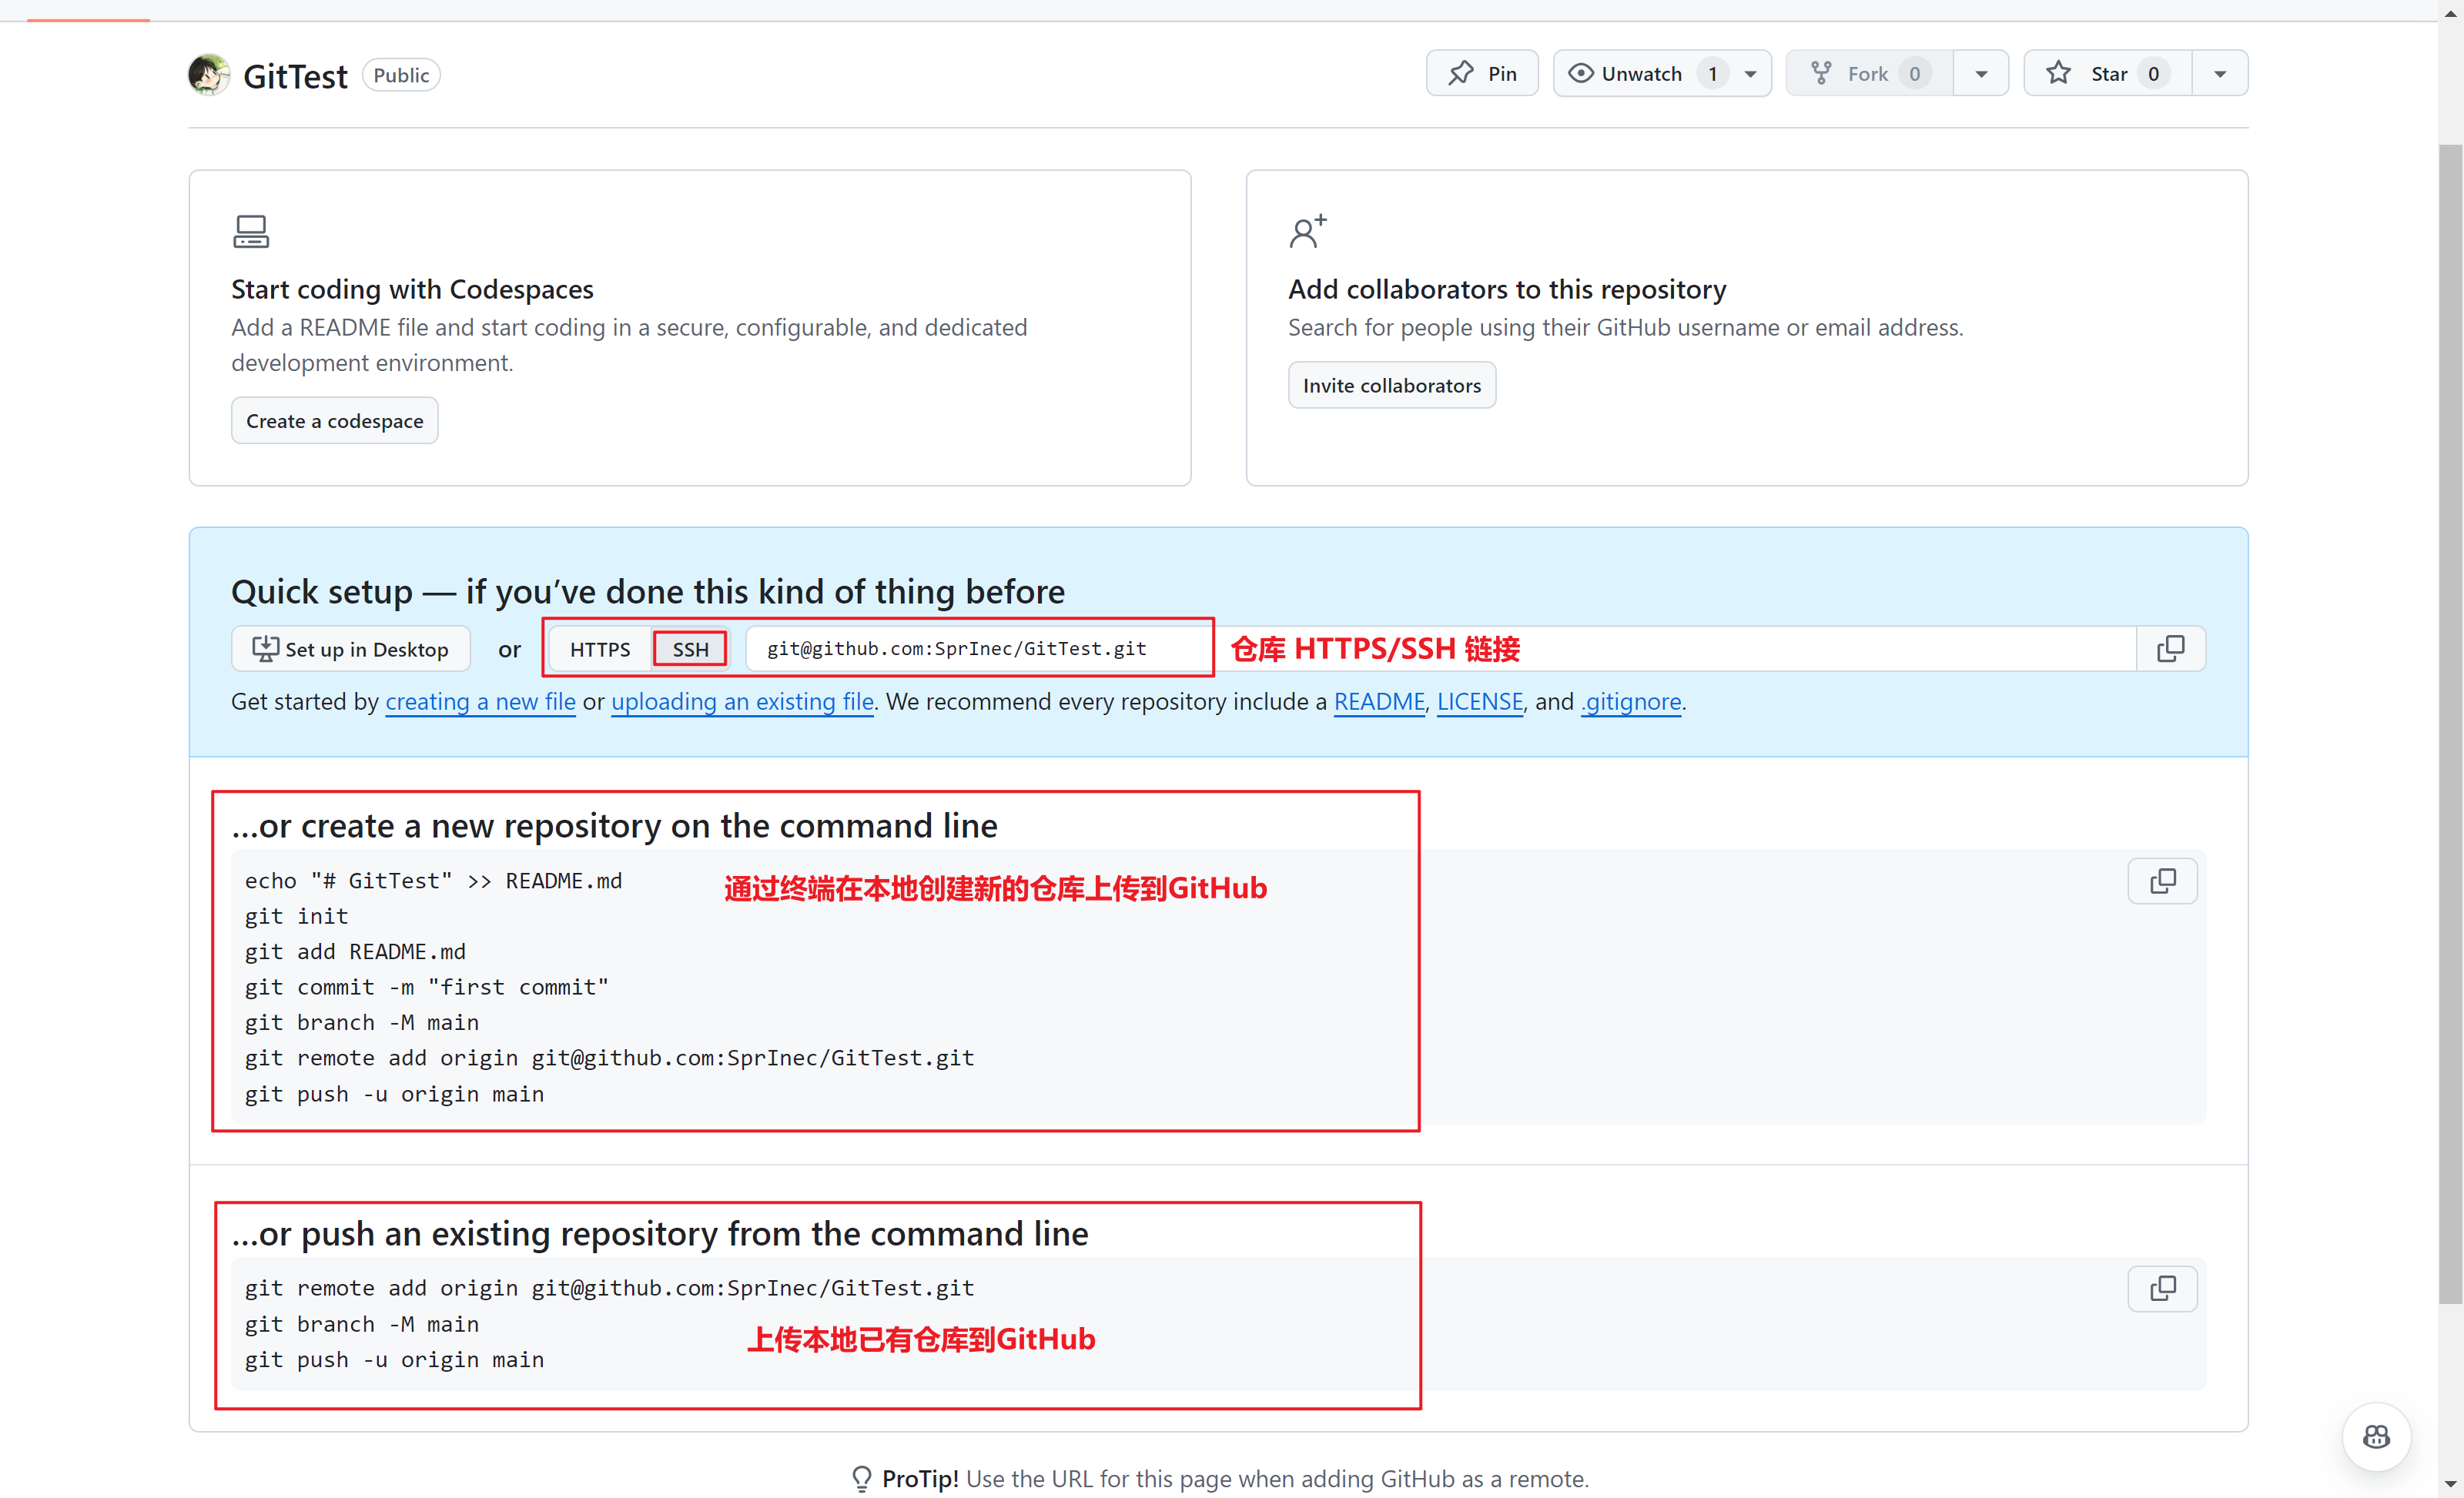 GitTest Public
Pin
Unwatch 1
Fork 0
Star 0
Start coding with Codespaces
Add a README file and start coding in a secure, configurable, and dedicated
development environment.
Create a codespace
Add collaborators to this repository
Search for people using their GitHub username or email address.
Invite collaborators
Quick setup — if you’ve done this kind of thing before
Set up in Desktop or HTTPS SSH git@github.com:SprInec/GitTest.git 仓库 HTTPS/SSH 链接
Get started by creating a new file or uploading an existing file. We recommend every repository include a README, LICENSE, and .gitignore.
…or create a new repository on the command line
echo "# GitTest" >> README.md
通过终端在本地创建新的仓库上传到GitHub
git init
git add README.md
git commit -m "first commit"
git branch -M main
git remote add origin git@github.com:SprInec/GitTest.git
git push -u origin main
…or push an existing repository from the command line
git remote add origin git@github.com:SprInec/GitTest.git
git branch -M main
上传本地已有仓库到GitHub
git push -u origin main
ProTip! Use the URL for this page when adding GitHub as a remote.